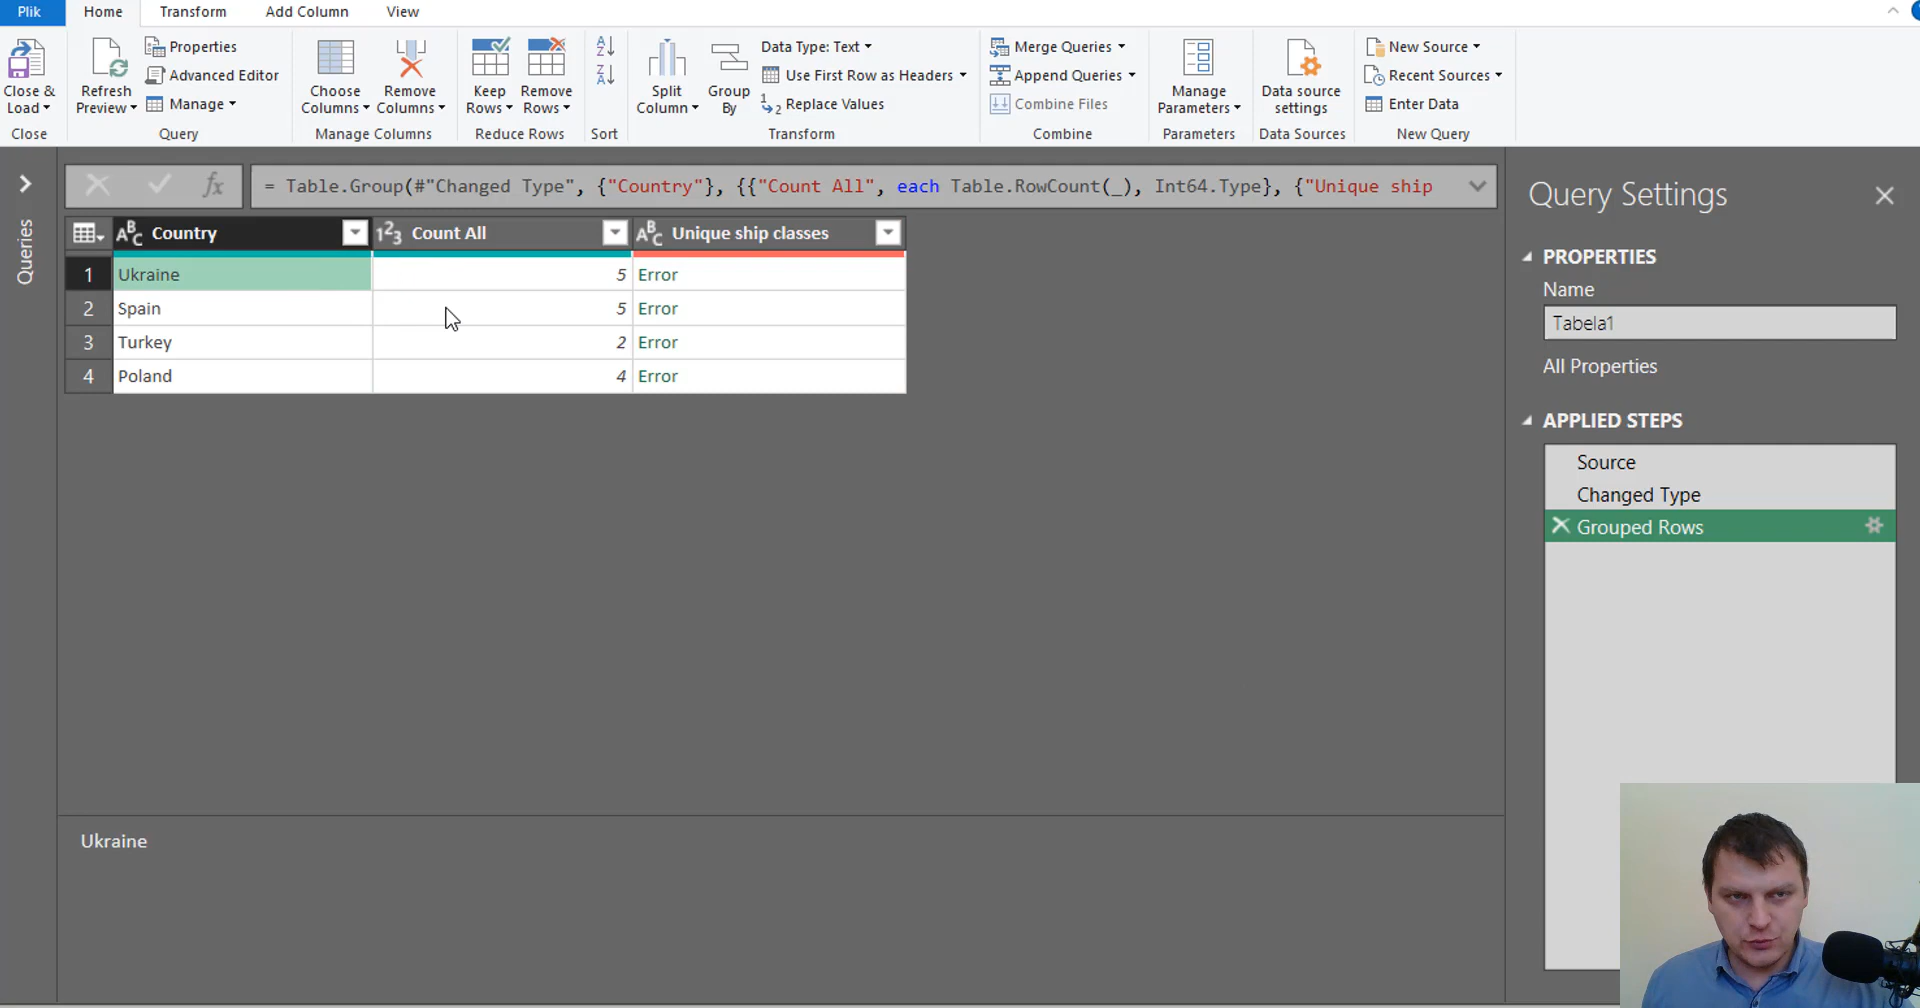 Plik Home Transform Add Column View
Close &
Load
Close
Refresh
Preview
Properties
Advanced Editor
Manage
Query
Choose
Columns
Remove
Columns
Manage Columns
Keep
Rows
Remove
Rows
Reduce Rows
A
Z
Z
A
Sort
Split
Column
Group
By
Data Type: Text
Use First Row as Headers
1
2
Replace Values
Transform
Merge Queries
Append Queries
Combine Files
Combine
Manage
Parameters
Parameters
Data source
settings
Data Sources
New Source
Recent Sources
Enter Data
New Query
Queries
fx = Table.Group(#"Changed Type", {"Country"}, {{"Count All", each Table.RowCount(_), Int64.Type}, {"Unique ship
ABC Country 123 Count All ABC Unique ship classes
1 Ukraine 5 Error
2 Spain 5 Error
3 Turkey 2 Error
4 Poland 4 Error
Ukraine
Query Settings
PROPERTIES
Name
Tabela1
All Properties
APPLIED STEPS
Source
Changed Type
Grouped Rows